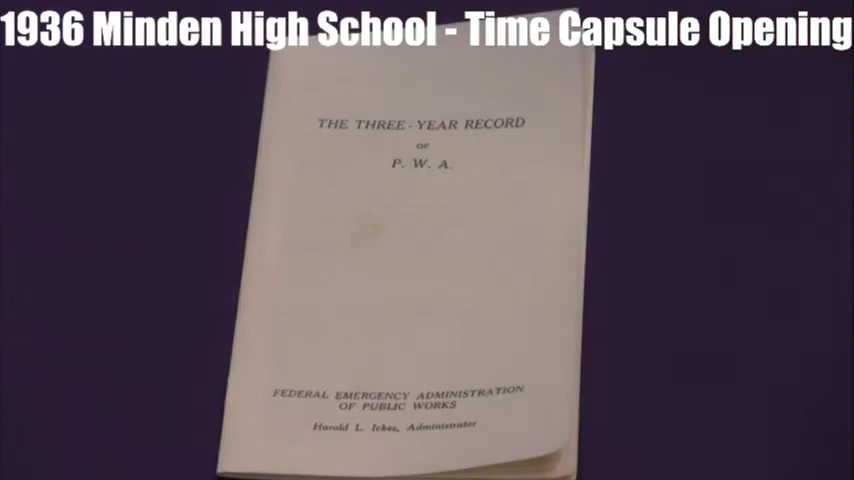 1936 Minden High School - Time Capsule Opening
THE THREE-YEAR RECORD
OF
P. W. A.
FEDERAL EMERGENCY ADMINISTRATION
OF PUBLIC WORKS
Harold L. Ickes, Administrator